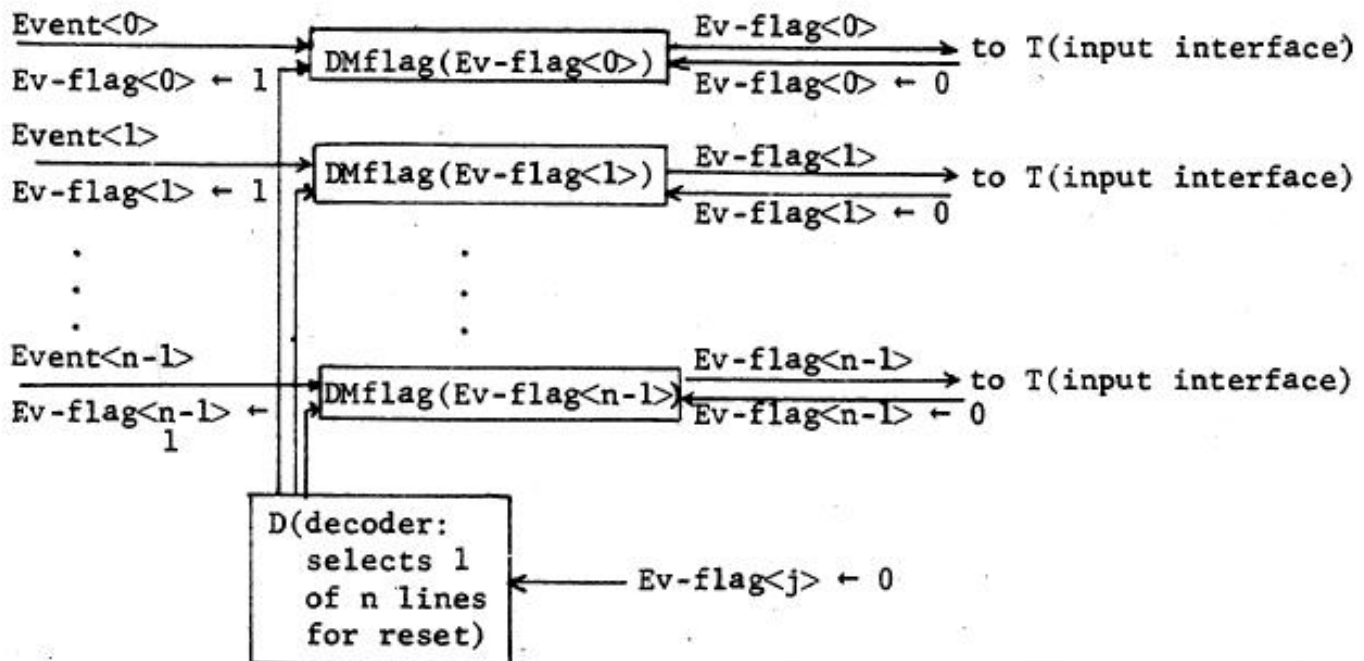 Event<0>
Ev-flag<0> ← 1
DMflag(Ev-flag<0>)
Ev-flag<0>
to T(input interface)
Ev-flag<0> ← 0
Event<1>
Ev-flag<1> ← 1
DMflag(Ev-flag<1>)
Ev-flag<1>
to T(input interface)
Ev-flag<1> ← 0
Event<n-1>
Ev-flag<n-1> ←
1
DMflag(Ev-flag<n-1>)
Ev-flag<n-1>
to T(input interface)
Ev-flag<n-1> ← 0
D(decoder:
selects 1
of n lines
for reset)
Ev-flag<j> ← 0